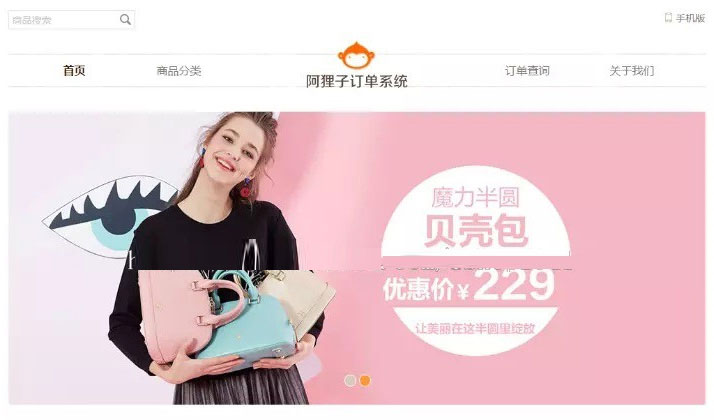 商品搜索
手机版
首页
商品分类
阿狸子订单系统
订单查询
关于我们
魔力半圆
贝壳包
优惠价¥229
让美丽在这半圆里绽放